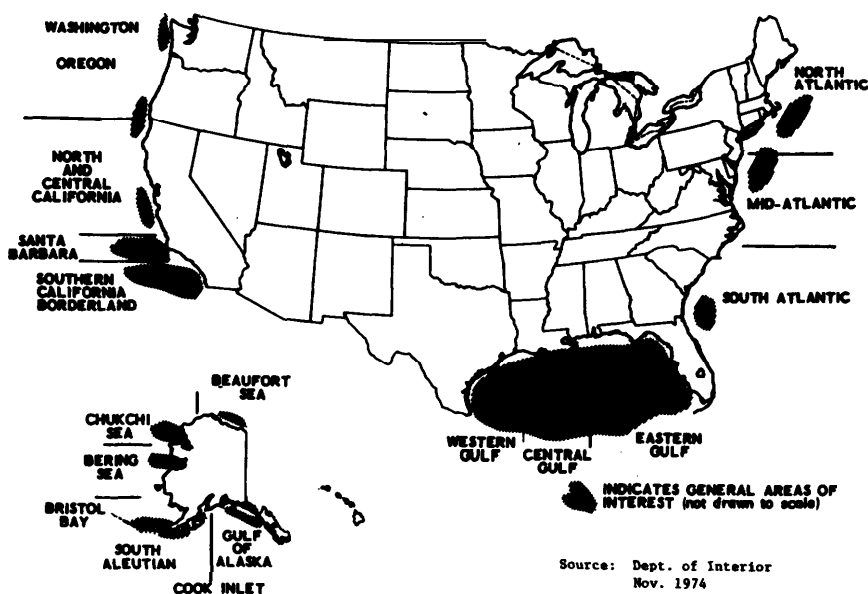 WASHINGTON
OREGON
NORTH
AND
CENTRAL
CALIFORNIA
SANTA
BARBARA
SOUTHERN
CALIFORNIA
BORDERLAND
NORTH
ATLANTIC
MID-ATLANTIC
SOUTH ATLANTIC
WESTERN
GULF
CENTRAL
GULF
EASTERN
GULF
BEAUFORT
SEA
CHUKCHI
SEA
BERING
SEA
BRISTOL
BAY
SOUTH
ALEUTIAN
GULF
OF
ALASKA
COOK INLET
INDICATES GENERAL AREAS OF
INTEREST (not drawn to scale)
Source: Dept. of Interior
Nov. 1974